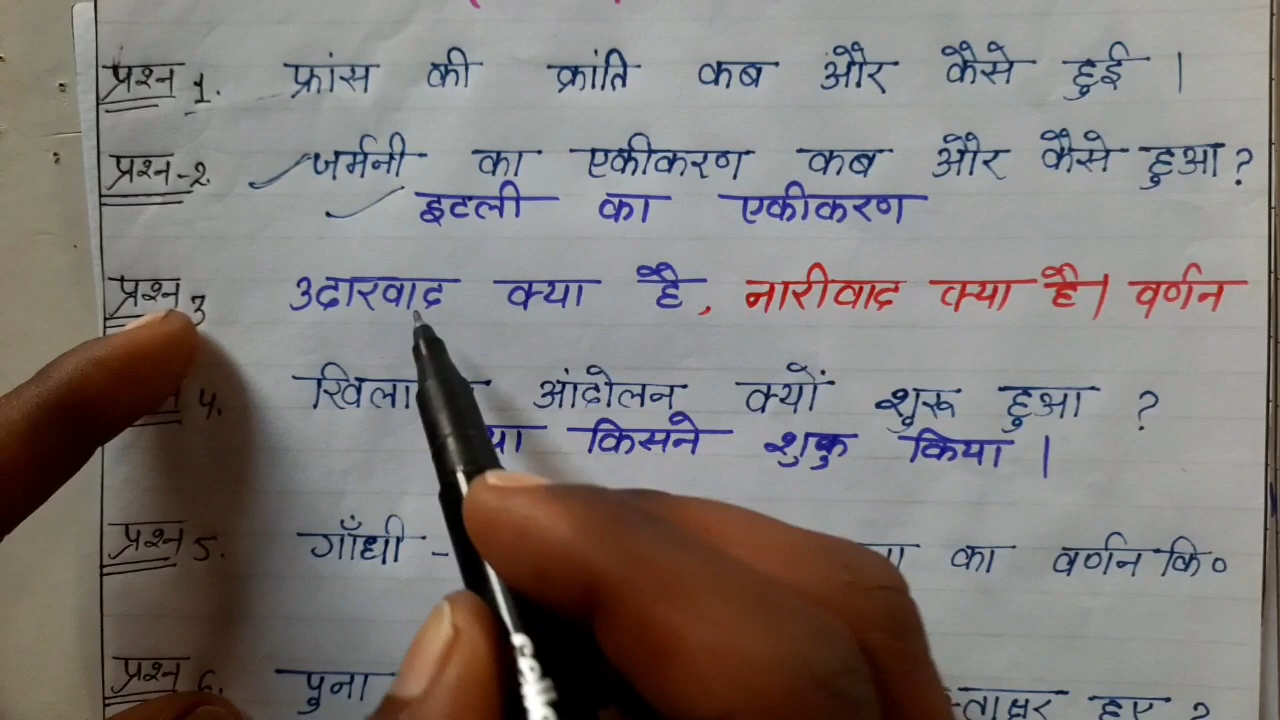 प्रश्न 1. फ्रांस की क्रांति कब और कैसे हुई ।
प्रश्न-2. जर्मनी का एकीकरण कब और कैसे हुआ ?
इटली का एकीकरण
प्रश्न 3 उदारवाद क्या है, नारीवाद क्या है। वर्णन
4. आंदोलन क्यों शुरू हुआ ?
किसने शुरू किया ।
प्रश्न 5. गाँधी - का वर्णन कि०
प्रश्न 6. पुना